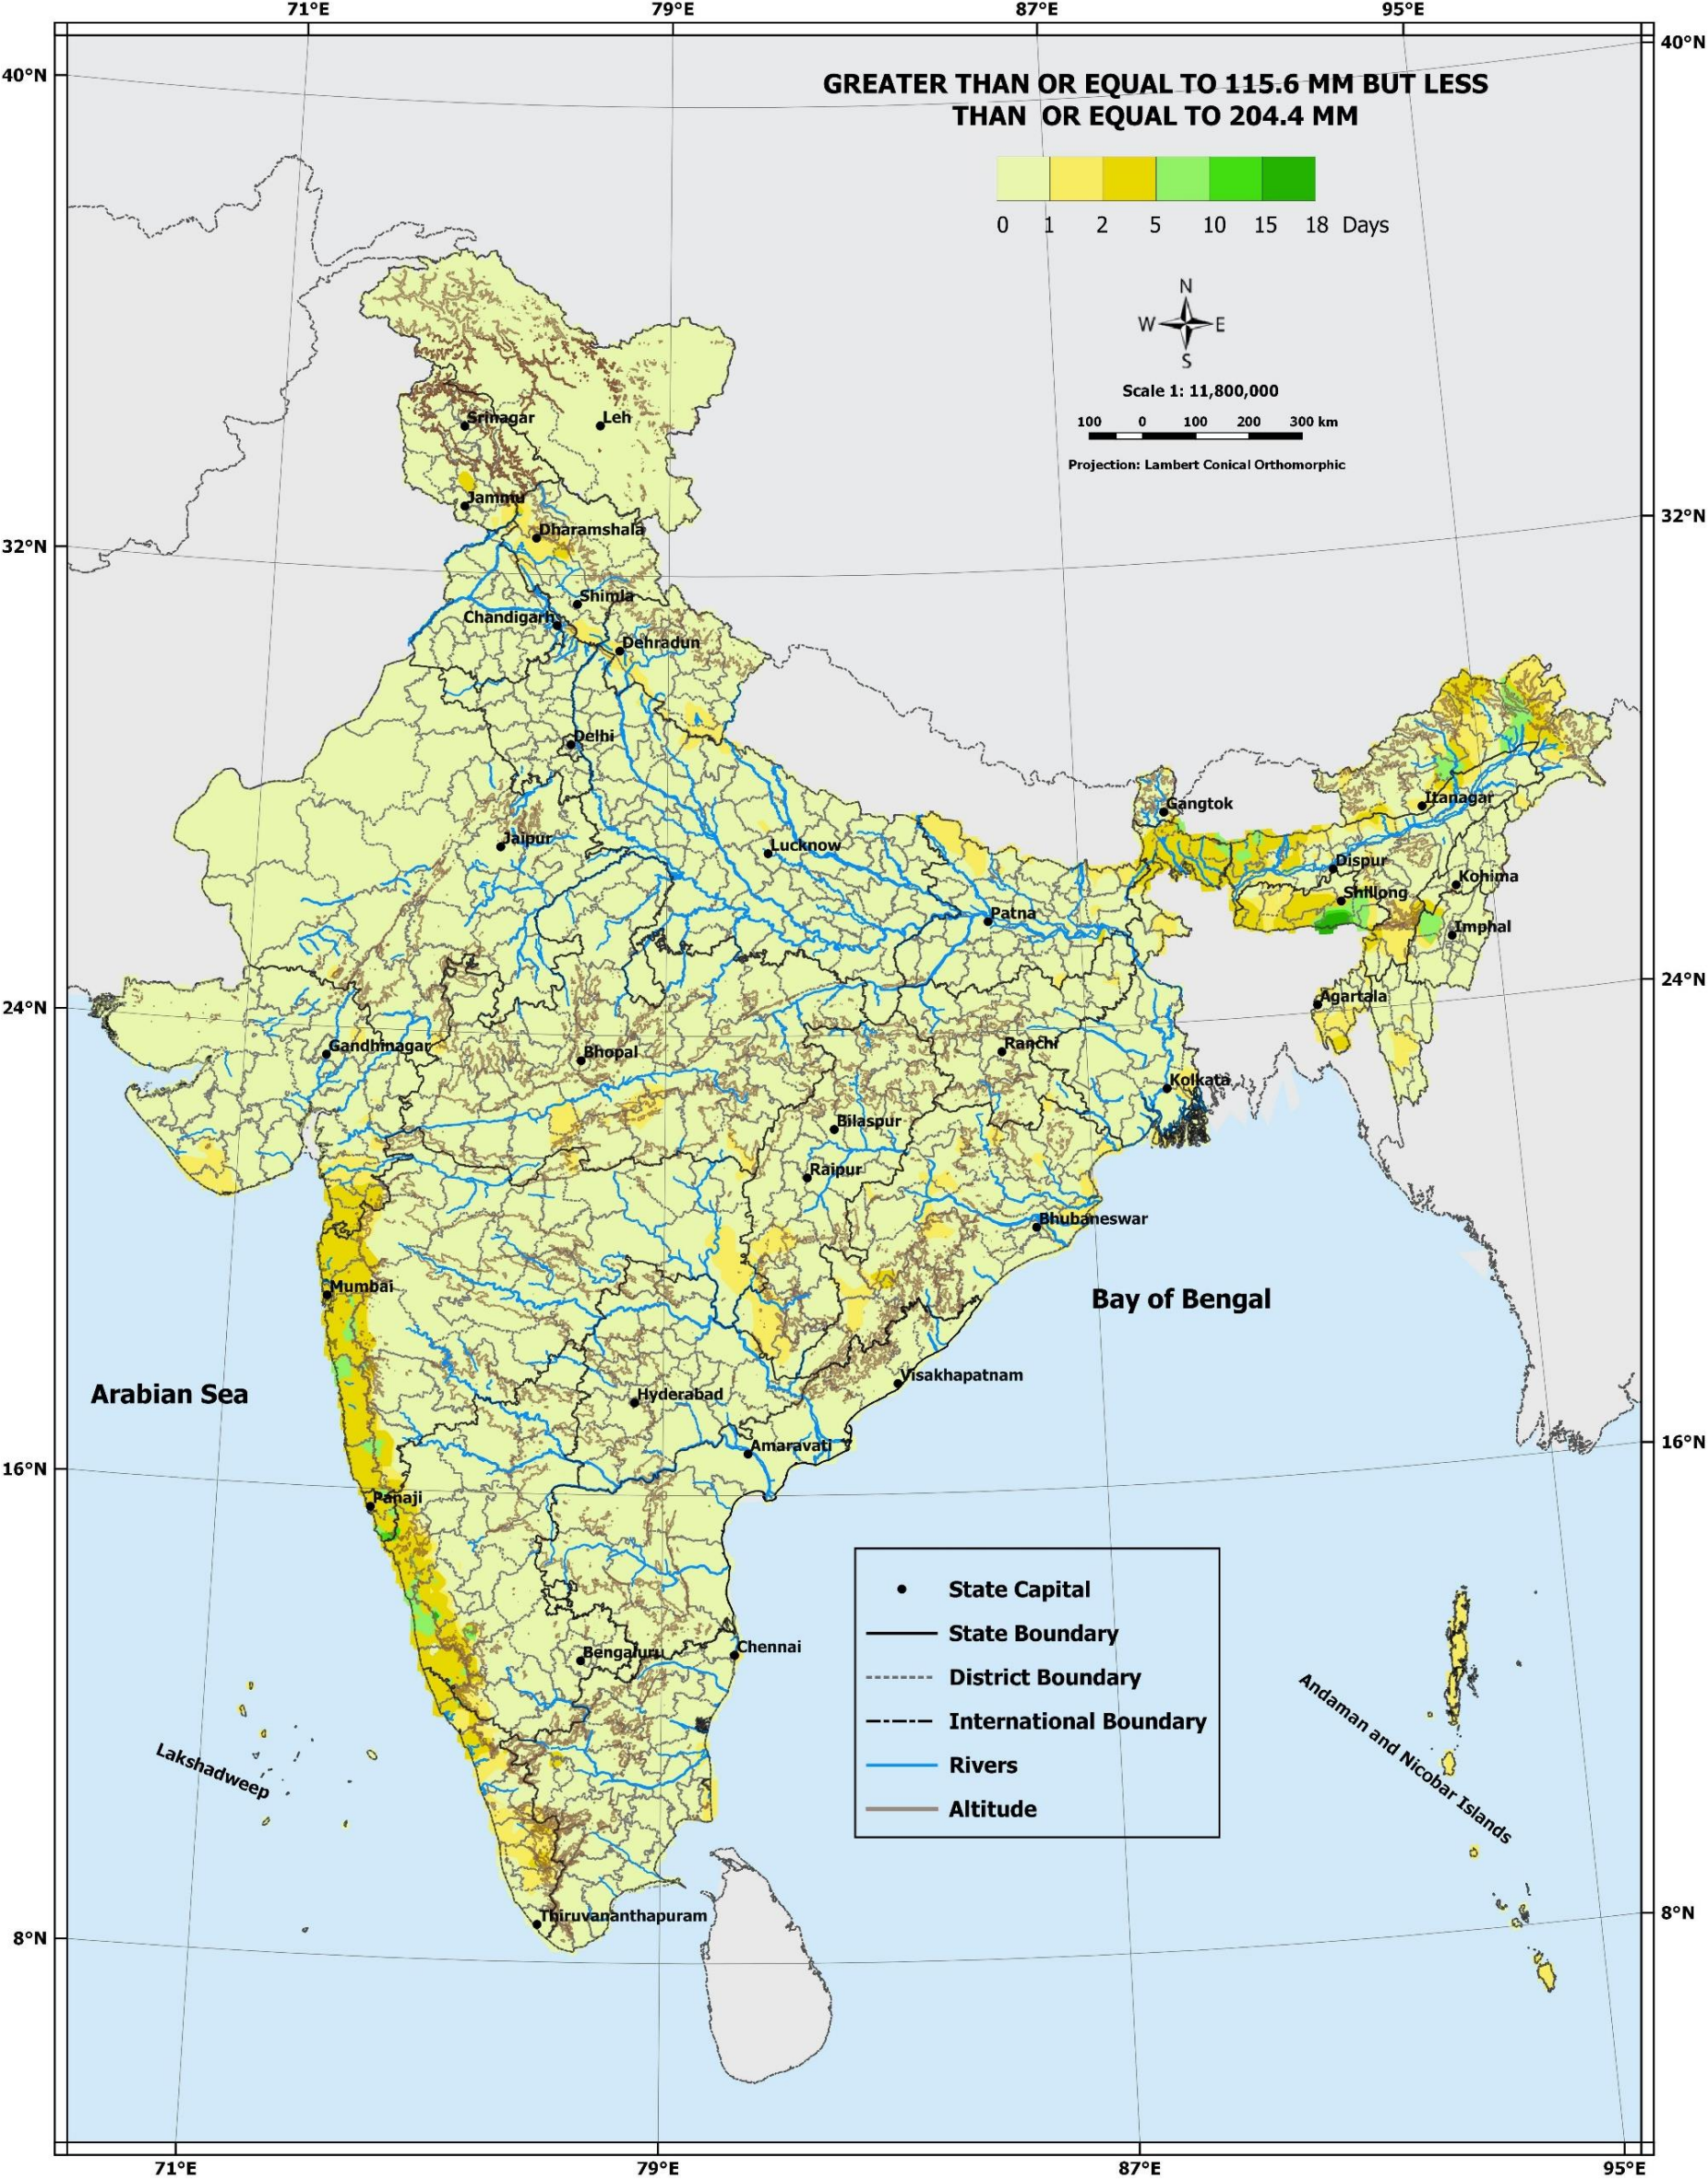 71°E 79°E 87°E 95°E
40°N
40°N
GREATER THAN OR EQUAL TO 115.6 MM BUT LESS
THAN OR EQUAL TO 204.4 MM
0 1 2 5 10 15 18 Days
N
W E
S
Scale 1: 11,800,000
100 0 100 200 300 km
Projection: Lambert Conical Orthomorphic
Srinagar
Leh
Jammu
32°N
Dharamshala
32°N
Shimla
Chandigarh
Dehradun
Delhi
Gangtok
Itanagar
Jaipur
Lucknow
Dispur
Kohima
Shillong
Patna
Imphal
24°N
Agartala
24°N
Gandhinagar
Bhopal
Ranchi
Kolkata
Bilaspur
Raipur
Bhubaneswar
Mumbai
Bay of Bengal
Visakhapatnam
Arabian Sea
Hyderabad
Amaravati
16°N
16°N
Panaji
State Capital
State Boundary
District Boundary
International Boundary
Rivers
Altitude
Bengaluru
Chennai
Lakshadweep
Andaman and Nicobar Islands
Thiruvananthapuram
8°N
8°N
71°E 79°E 87°E 95°E